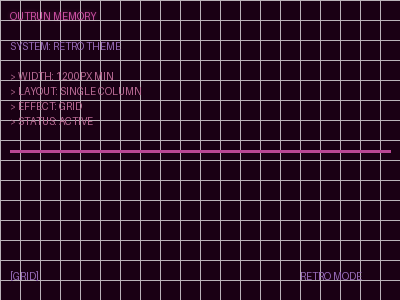 OUTRUN MEMORY
SYSTEM: RETRO THEME
> WIDTH: 1200PX MIN
> LAYOUT: SINGLE COLUMN
> EFFECT: GRID
> STATUS: ACTIVE
[GRID]
RETRO MODE